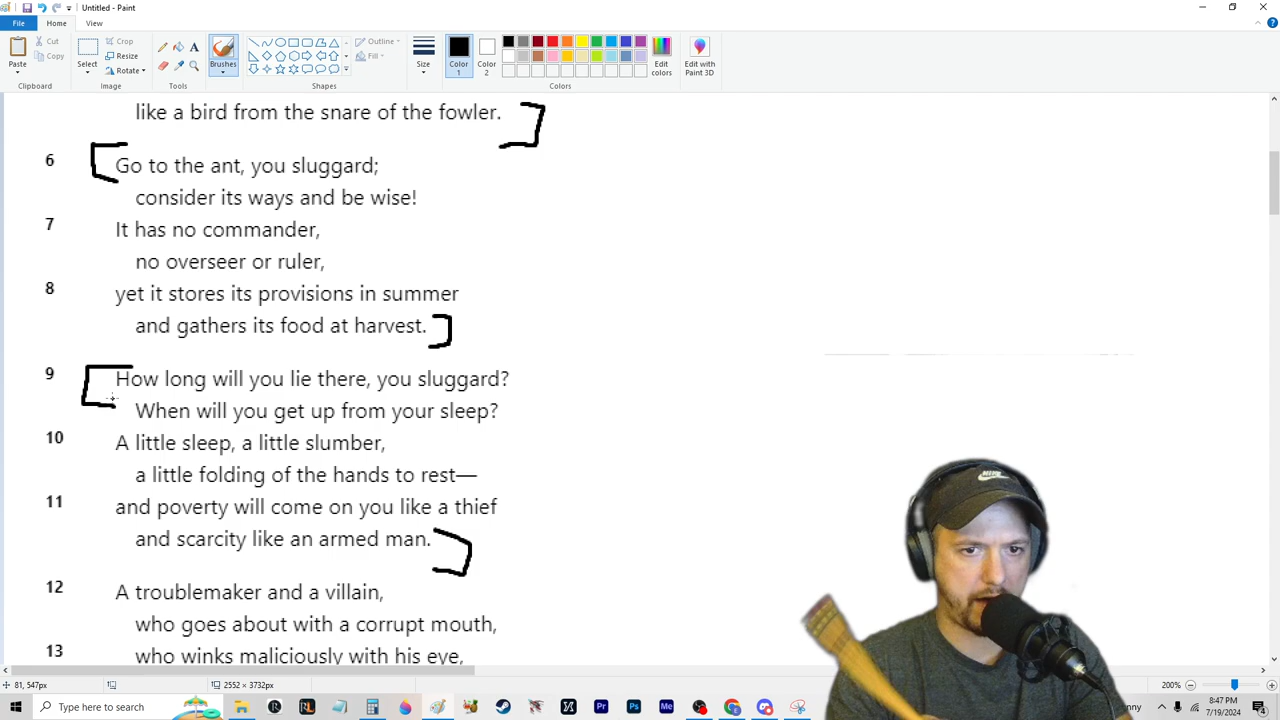 Untitled - Paint
File
Home
View
Paste
Cut
Copy
Clipboard
Select
Crop
Resize
Rotate
Image
Tools
Brushes
Outline
Fill
Shapes
Size
Color 1
Color 2
Edit colors
Colors
Edit with Paint 3D
like a bird from the snare of the fowler.
6 Go to the ant, you sluggard;
consider its ways and be wise!
7 It has no commander,
no overseer or ruler,
8 yet it stores its provisions in summer
and gathers its food at harvest.
9 How long will you lie there, you sluggard?
When will you get up from your sleep?
10 A little sleep, a little slumber,
a little folding of the hands to rest—
11 and poverty will come on you like a thief
and scarcity like an armed man.
12 A troublemaker and a villain,
who goes about with a corrupt mouth,
13 who winks maliciously with his eye,
81, 547px
2552 × 3732px
200%
Type here to search
Pr
Ps
Me
8:47 PM
7/19/2024